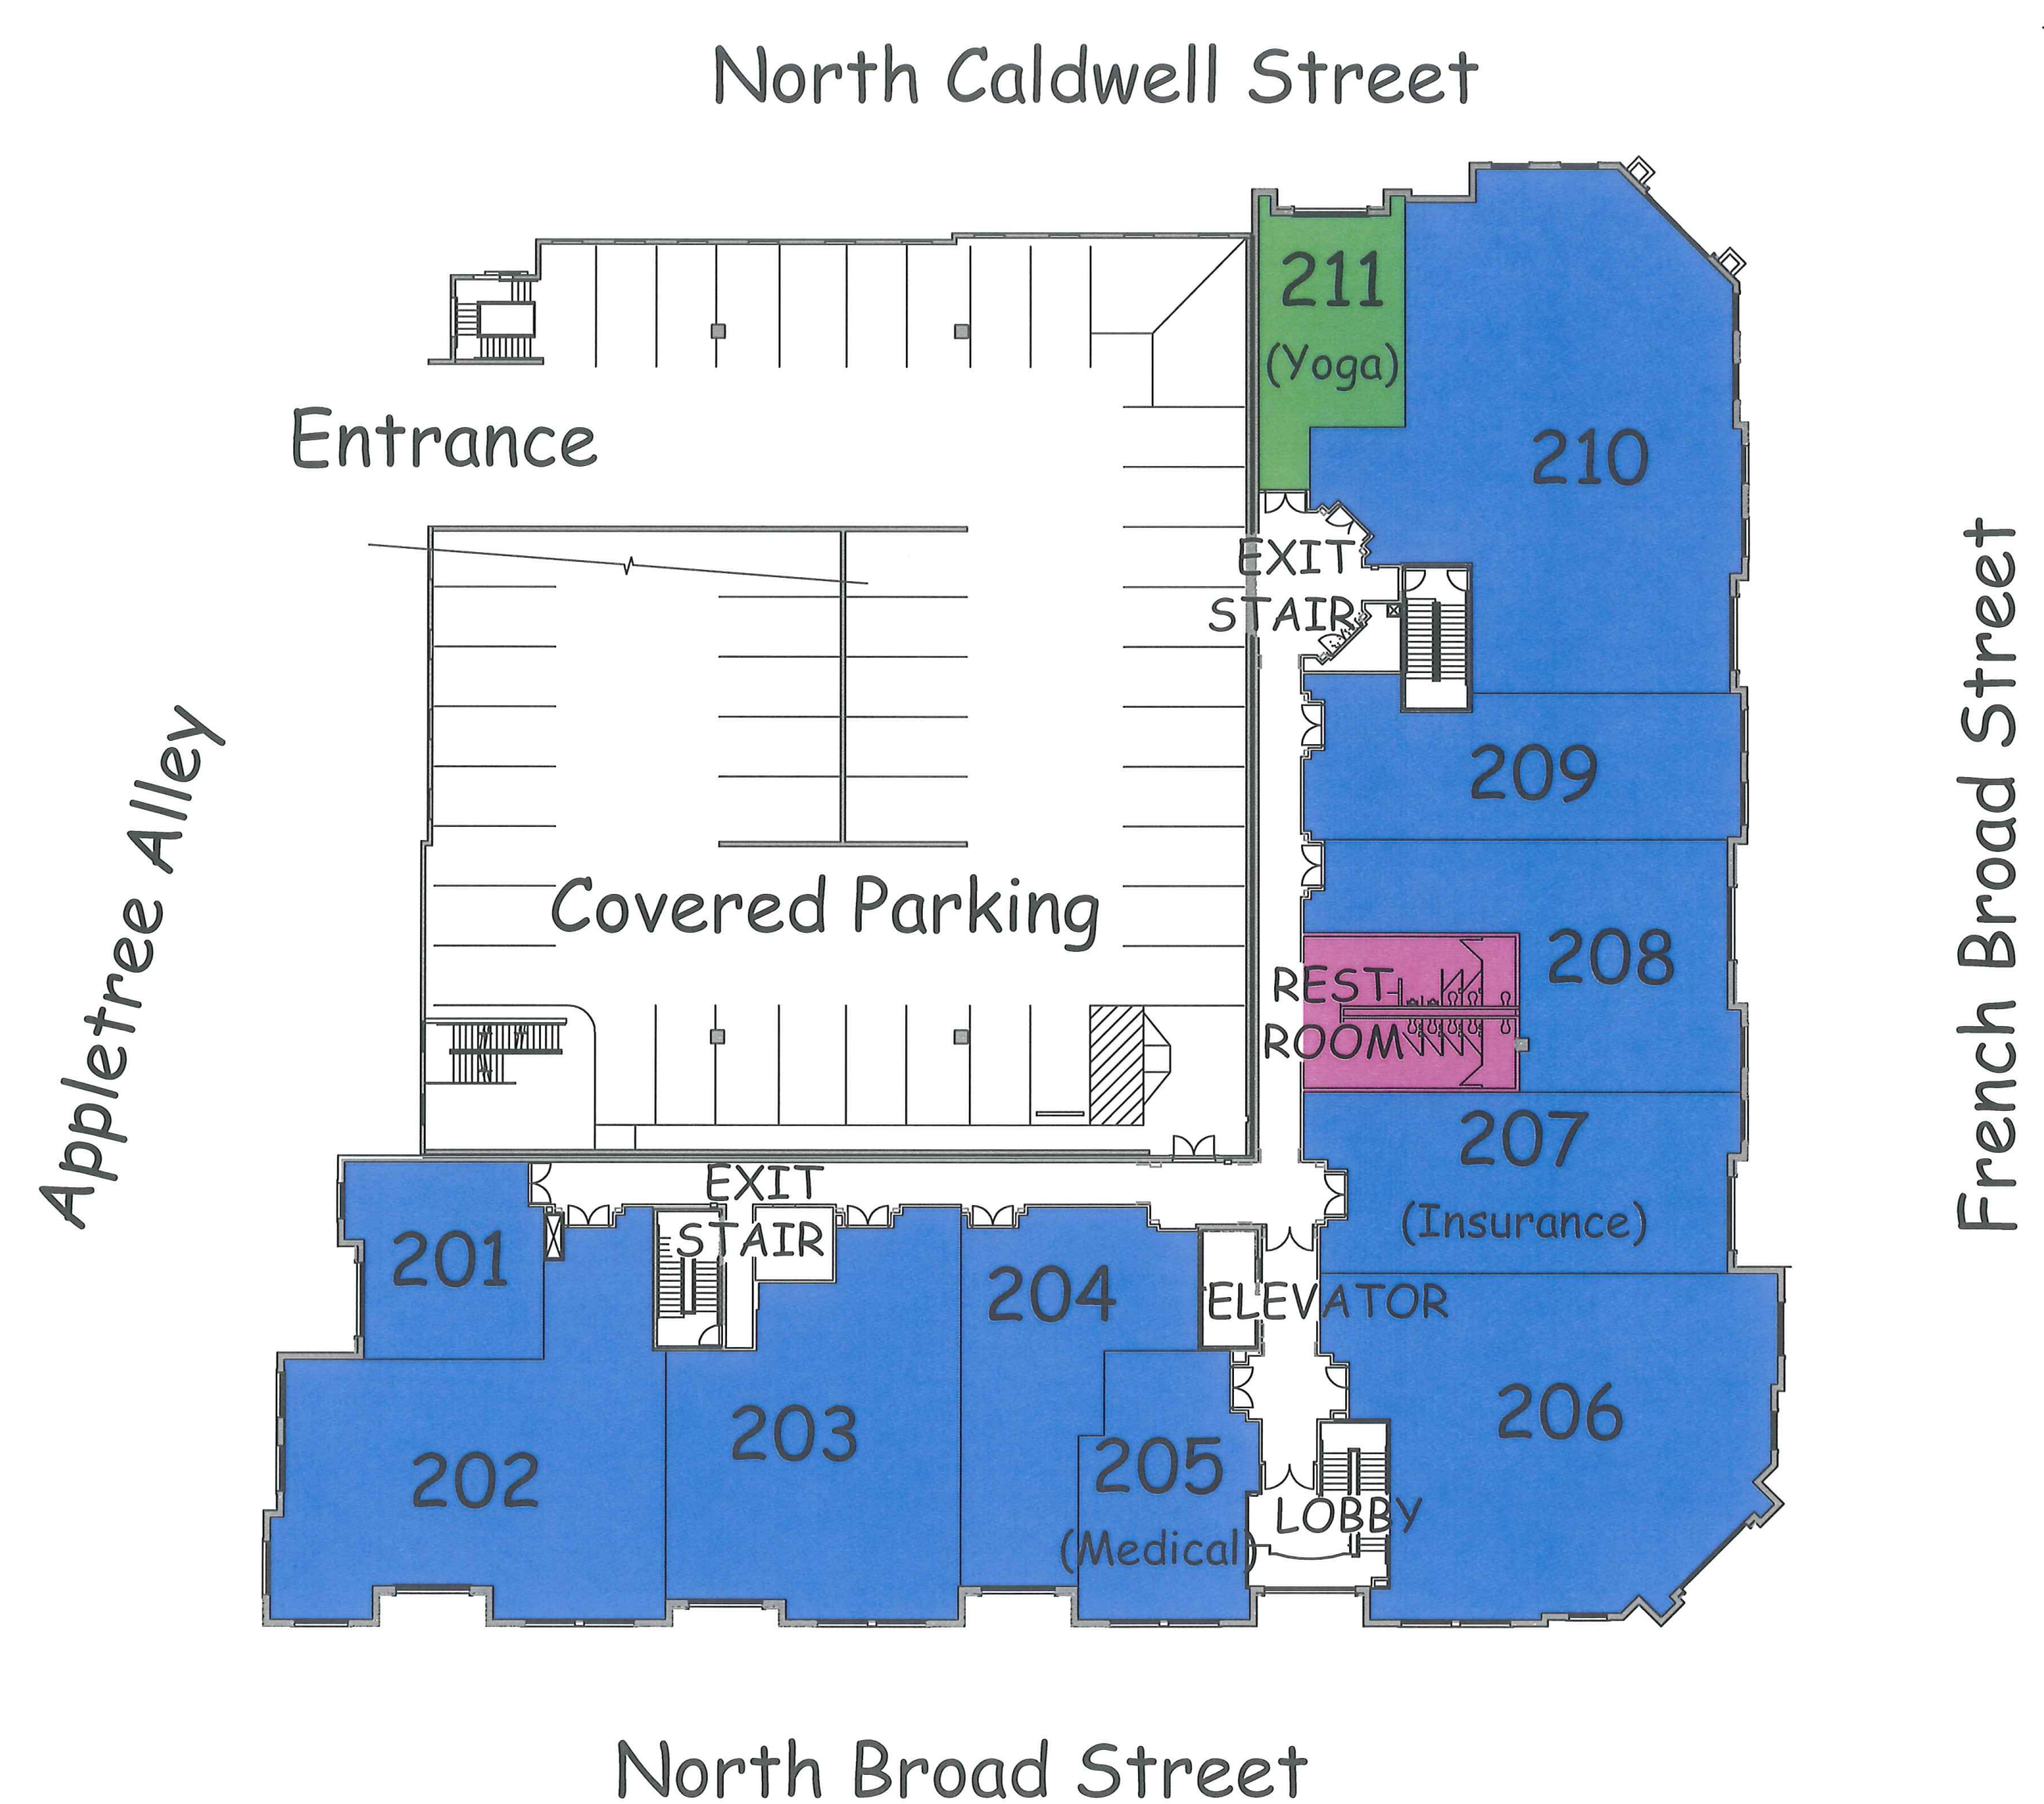 North Caldwell Street
211
(Yoga)
Entrance
210
EXIT
STAIR
209
Covered Parking
208
REST
ROOM
French Broad Street
Appletree Alley
207
(Insurance)
EXIT
STAIR
201
204
ELEVATOR
206
203
205
202
LOBBY
(Medical)
North Broad Street